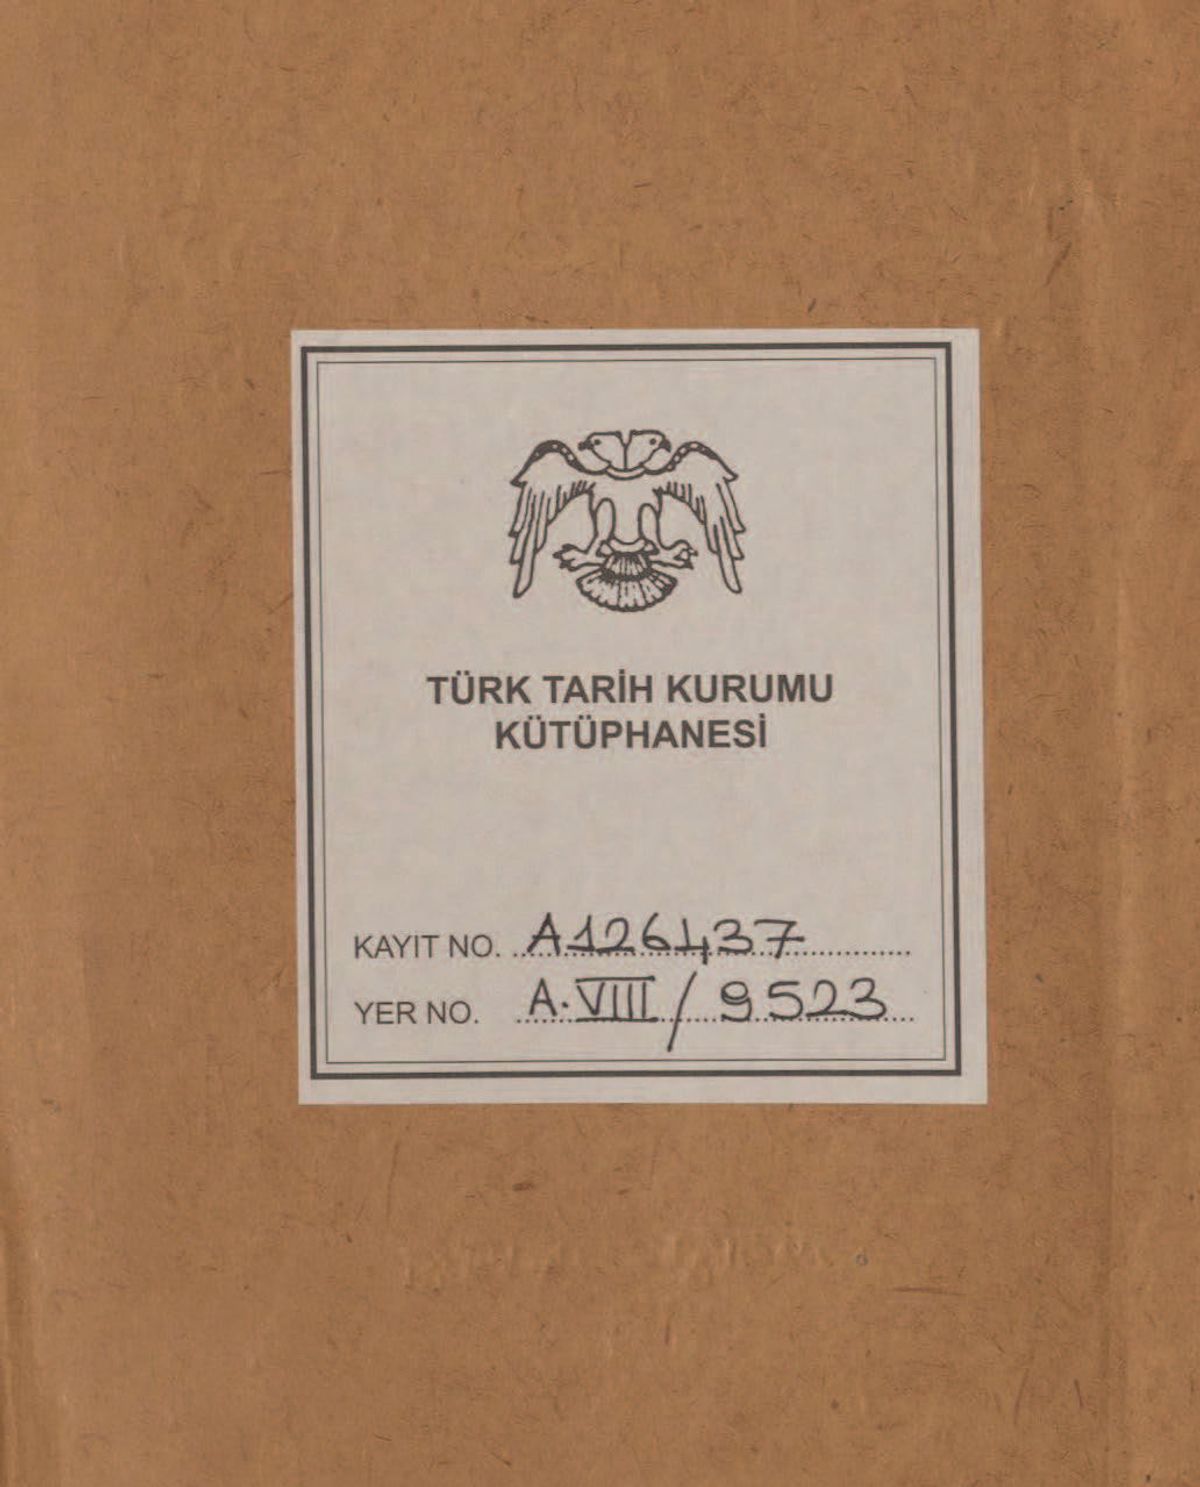 TÜRK TARİH KURUMU
KÜTÜPHANESİ
KAYIT NO. A126437
YER NO. A.VIII/9523